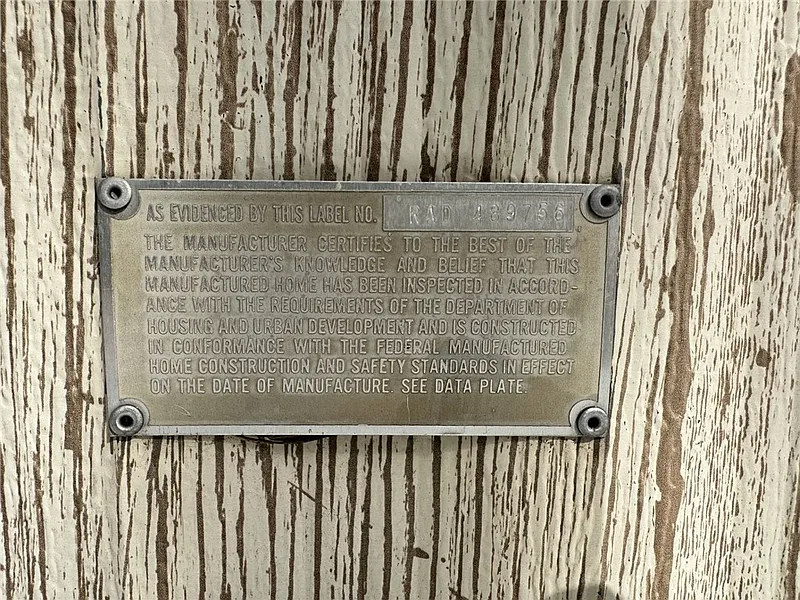 AS EVIDENCED BY THIS LABEL NO. RAD 489756
THE MANUFACTURER CERTIFIES TO THE BEST OF THE
MANUFACTURER'S KNOWLEDGE AND BELIEF THAT THIS
MANUFACTURED HOME HAS BEEN INSPECTED IN ACCORD-
ANCE WITH THE REQUIREMENTS OF THE DEPARTMENT OF
HOUSING AND URBAN DEVELOPMENT AND IS CONSTRUCTED
IN CONFORMANCE WITH THE FEDERAL MANUFACTURED
HOME CONSTRUCTION AND SAFETY STANDARDS IN EFFECT
ON THE DATE OF MANUFACTURE. SEE DATA PLATE.